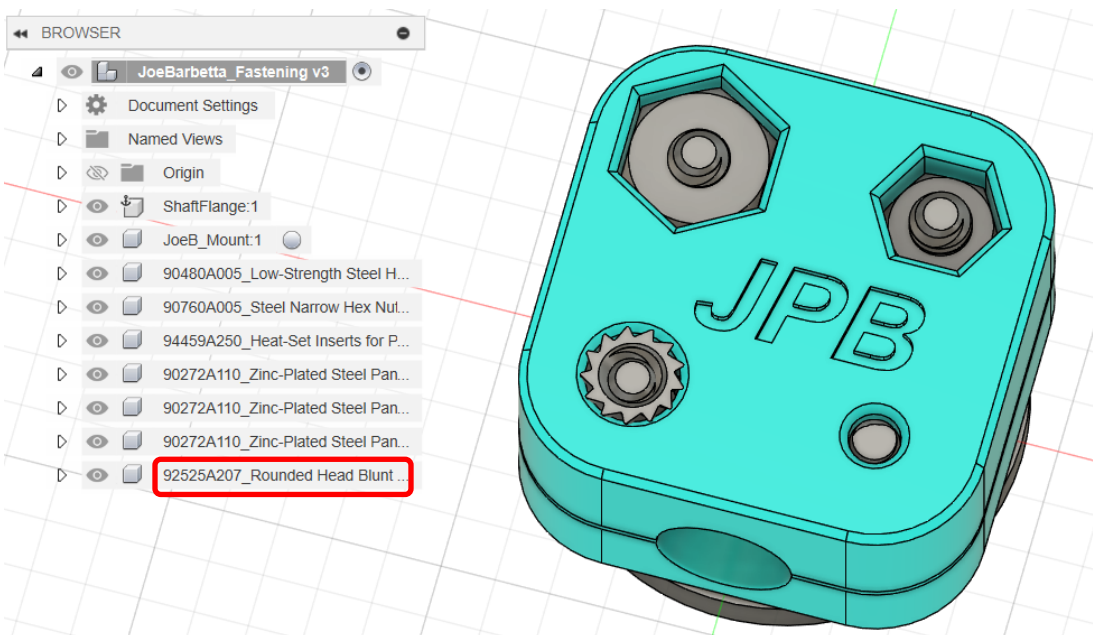 BROWSER
JoeBarbetta_Fastening v3
Document Settings
Named Views
Origin
ShaftFlange:1
JoeB_Mount:1
90480A005_Low-Strength Steel H...
90760A005_Steel Narrow Hex Nut...
94459A250_Heat-Set Inserts for P...
90272A110_Zinc-Plated Steel Pan...
90272A110_Zinc-Plated Steel Pan...
90272A110_Zinc-Plated Steel Pan...
92525A207_Rounded Head Blunt ...
JPB